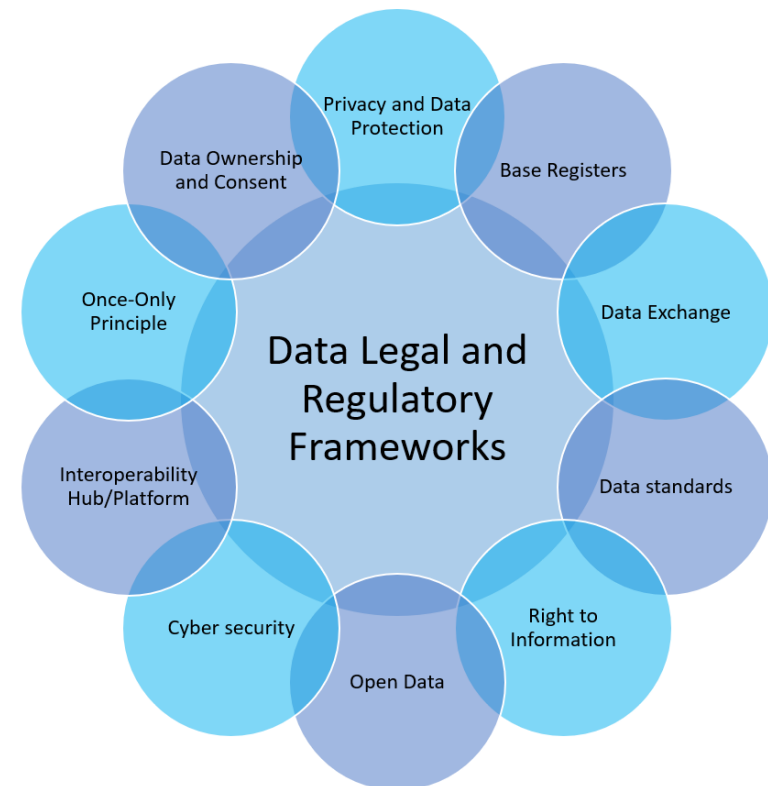 Privacy and Data
Protection
Base Registers
Data Exchange
Data standards
Right to
Information
Open Data
Cyber security
Interoperability
Hub/Platform
Once-Only
Principle
Data Ownership
and Consent
Data Legal and
Regulatory
Frameworks